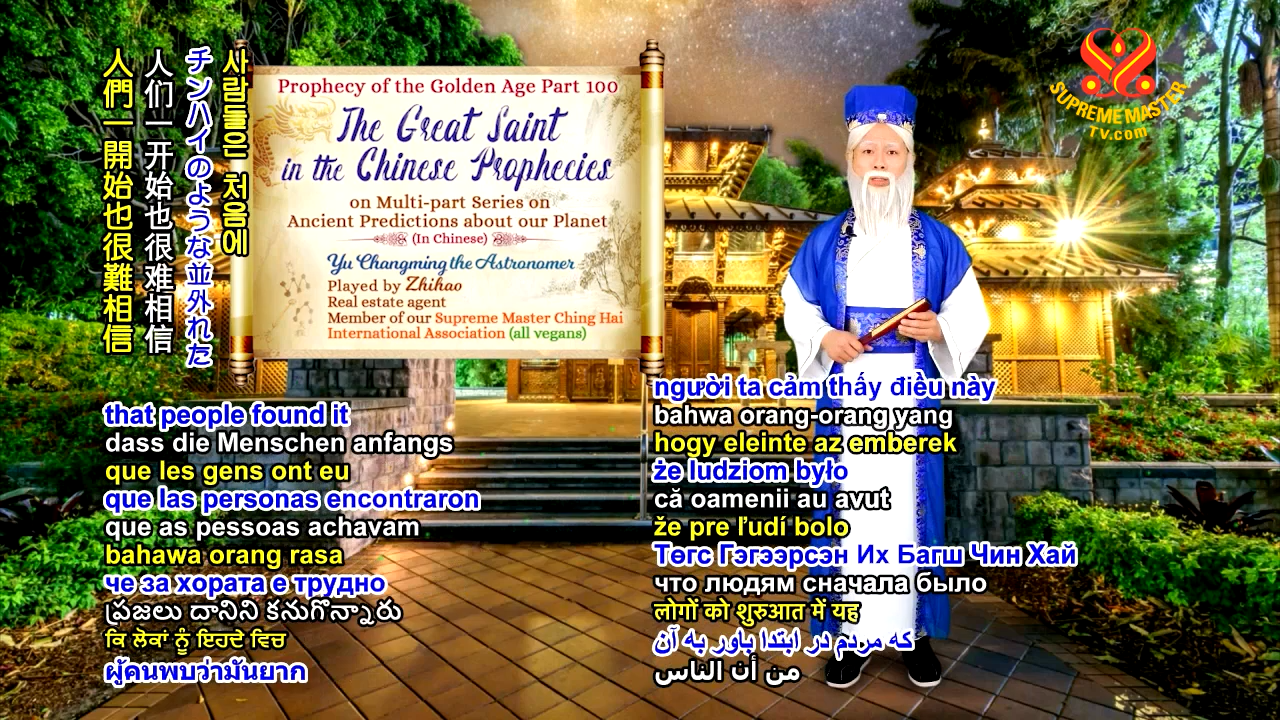 사람들은 처음에
チンハイのような並外れた
人们一开始也很难相信
人們一開始也很難相信
Prophecy of the Golden Age Part 100
The Great Saint
in the Chinese Prophecies
on Multi-part Series on
Ancient Predictions about our Planet
(In Chinese)
Yu Changming the Astronomer
Played by Zhihao
Real estate agent
Member of our Supreme Master Ching Hai
International Association (all vegans)
SUPREME MASTER
TV.com
that people found it
dass die Menschen anfangs
que les gens ont eu
que las personas encontraron
que as pessoas achavam
bahawa orang rasa
че за хората е трудно
ప్రజలు దానిని కనుగొన్నారు
ਕਿ ਲੋਕਾਂ ਨੂੰ ਇਹਦੇ ਵਿਚ
ผู้คนพบว่ามันยาก
người ta cảm thấy điều này
bahwa orang-orang yang
hogy eleinte az emberek
że ludziom było
că oamenii au avut
že pre ľudí bolo
Төгс Гэгээрсэн Их Багш Чин Хай
что людям сначала было
लोगों को शुरुआत में यह
که مردم در ابتدا باور به آن
من أن الناس